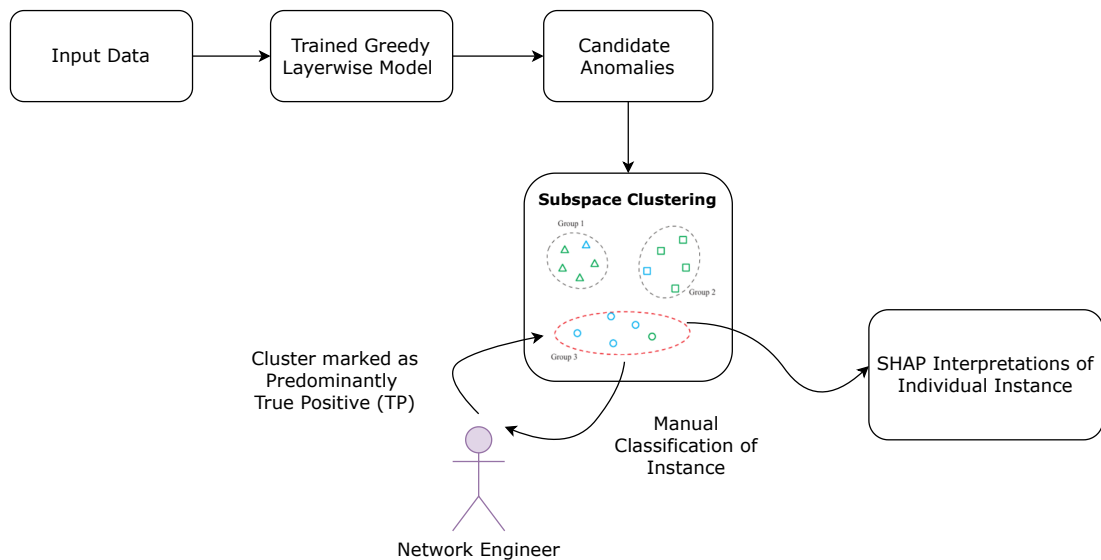 Input Data
Trained Greedy
Layerwise Model
Candidate
Anomalies
Subspace Clustering
Group 1
Group 2
Group 3
Cluster marked as
Predominantly
True Positive (TP)
Manual
Classification of
Instance
SHAP Interpretations of
Individual Instance
Network Engineer